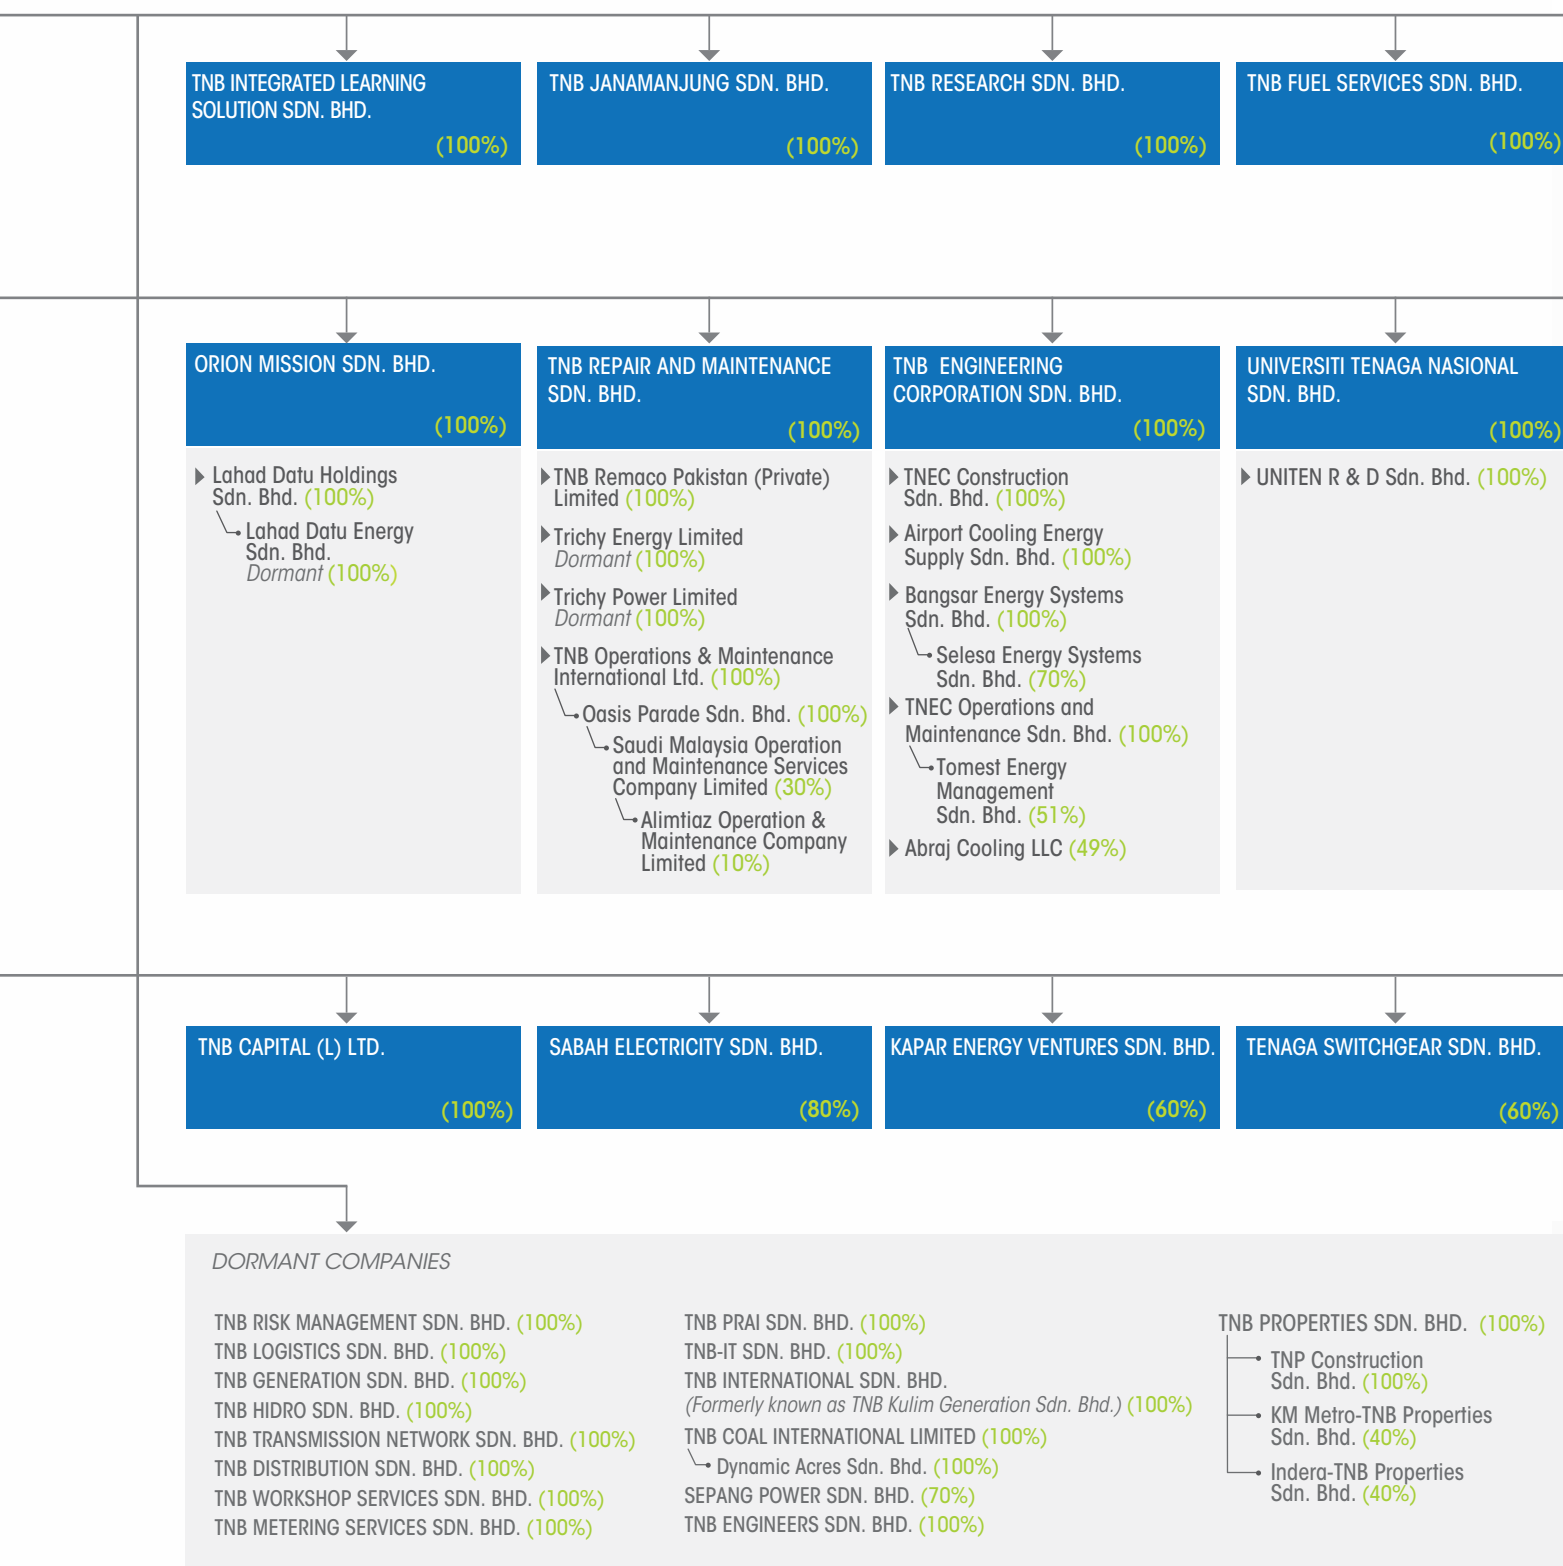 TNB INTEGRATED LEARNING
SOLUTION SDN. BHD.
(100%)
TNB JANAMANJUNG SDN. BHD.
(100%)
TNB RESEARCH SDN. BHD.
(100%)
TNB FUEL SERVICES SDN. BHD.
(100%)
ORION MISSION SDN. BHD.
(100%)
Lahad Datu Holdings
Sdn. Bhd. (100%)
Lahad Datu Energy
Sdn. Bhd.
Dormant (100%)
TNB REPAIR AND MAINTENANCE
SDN. BHD.
(100%)
TNB Remaco Pakistan (Private)
Limited (100%)
Trichy Energy Limited
Dormant (100%)
Trichy Power Limited
Dormant (100%)
TNB Operations & Maintenance
International Ltd. (100%)
Oasis Parade Sdn. Bhd. (100%)
Saudi Malaysia Operation
and Maintenance Services
Company Limited (30%)
Alimtiaz Operation &
Maintenance Company
Limited (10%)
TNB ENGINEERING
CORPORATION SDN. BHD.
(100%)
TNEC Construction
Sdn. Bhd. (100%)
Airport Cooling Energy
Supply Sdn. Bhd. (100%)
Bangsar Energy Systems
Sdn. Bhd. (100%)
Selesa Energy Systems
Sdn. Bhd. (70%)
TNEC Operations and
Maintenance Sdn. Bhd. (100%)
Tomest Energy
Management
Sdn. Bhd. (51%)
Abraj Cooling LLC (49%)
UNIVERSITI TENAGA NASIONAL
SDN. BHD.
(100%)
UNITEN R & D Sdn. Bhd. (100%)
TNB CAPITAL (L) LTD.
(100%)
SABAH ELECTRICITY SDN. BHD.
(80%)
KAPAR ENERGY VENTURES SDN. BHD.
(60%)
TENAGA SWITCHGEAR SDN. BHD.
(60%)
DORMANT COMPANIES
TNB RISK MANAGEMENT SDN. BHD. (100%)
TNB LOGISTICS SDN. BHD. (100%)
TNB GENERATION SDN. BHD. (100%)
TNB HIDRO SDN. BHD. (100%)
TNB TRANSMISSION NETWORK SDN. BHD. (100%)
TNB DISTRIBUTION SDN. BHD. (100%)
TNB WORKSHOP SERVICES SDN. BHD. (100%)
TNB METERING SERVICES SDN. BHD. (100%)
TNB PRAI SDN. BHD. (100%)
TNB-IT SDN. BHD. (100%)
TNB INTERNATIONAL SDN. BHD.
(Formerly known as TNB Kulim Generation Sdn. Bhd.) (100%)
TNB COAL INTERNATIONAL LIMITED (100%)
Dynamic Acres Sdn. Bhd. (100%)
SEPANG POWER SDN. BHD. (70%)
TNB ENGINEERS SDN. BHD. (100%)
TNB PROPERTIES SDN. BHD. (100%)
TNP Construction
Sdn. Bhd. (100%)
KM Metro-TNB Properties
Sdn. Bhd. (40%)
Indera-TNB Properties
Sdn. Bhd. (40%)